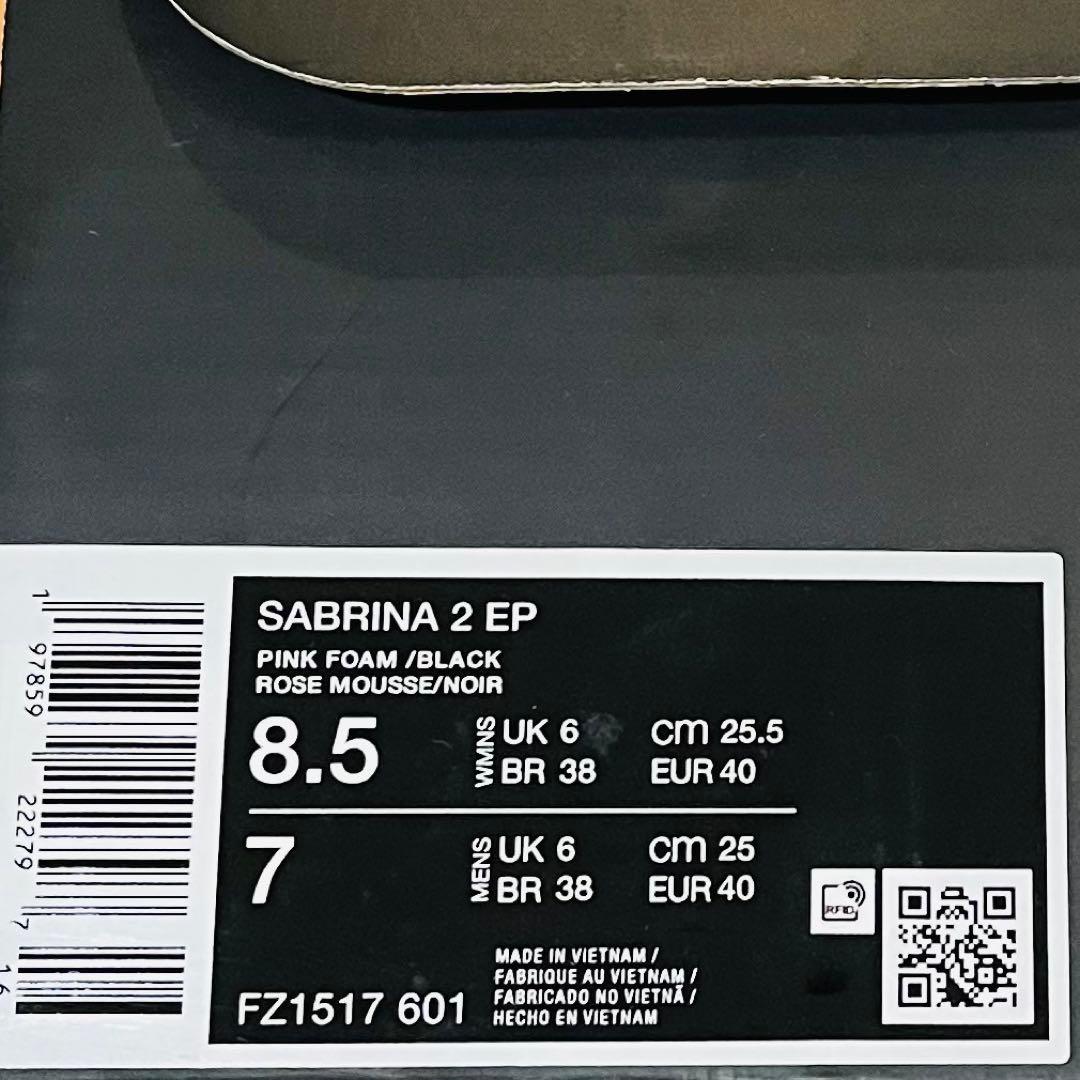 SABRINA 2 EP
PINK FOAM /BLACK
ROSE MOUSSE/NOIR
8.5 WMNS UK 6 cm 25.5
BR 38 EUR 40
7 MENS UK 6 cm 25
BR 38 EUR 40
MADE IN VIETNAM /
FABRIQUE AU VIETNAM /
FABRICADO NO VIETNÃ /
HECHO EN VIETNAM
FZ1517 601
RFID
1 97859 22279 7